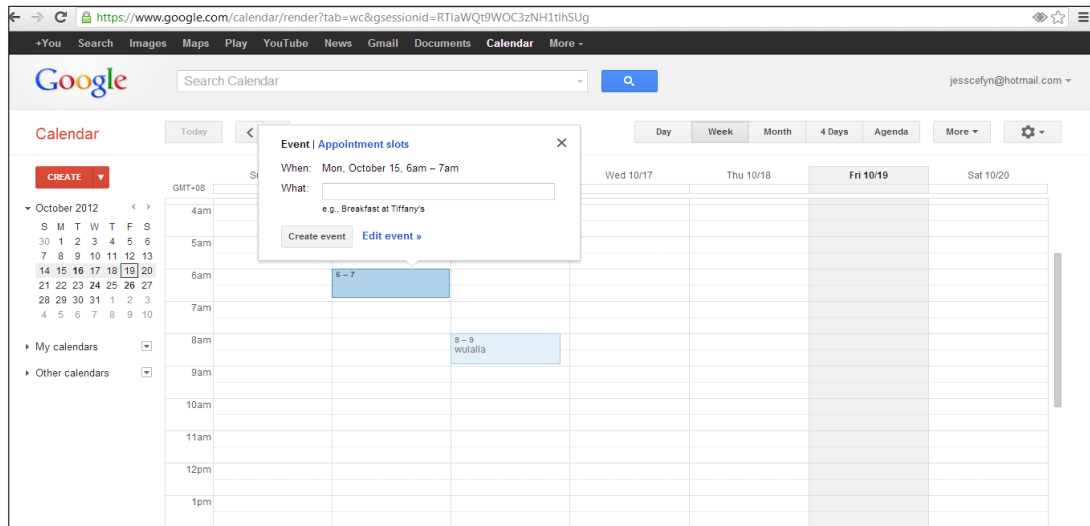 https://www.google.com/calendar/render?tab=wc&gsessionid=RTlaWQt9WOC3zNH1tlhSUg
+You Search Images Maps Play YouTube News Gmail Documents Calendar More
Google
Search Calendar
jesscefyn@hotmail.com
Calendar
Today
Day Week Month 4 Days Agenda More
Event | Appointment slots
When: Mon, October 15, 6am – 7am
What:
e.g., Breakfast at Tiffany's
Create event Edit event »
CREATE
GMT+08
Wed 10/17 Thu 10/18 Fri 10/19 Sat 10/20
October 2012
S M T W T F S
30 1 2 3 4 5 6
7 8 9 10 11 12 13
14 15 16 17 18 19 20
21 22 23 24 25 26 27
28 29 30 31 1 2 3
4 5 6 7 8 9 10
My calendars
Other calendars
4am
5am
6am
6 – 7
7am
8am
8 – 9
wulalla
9am
10am
11am
12pm
1pm